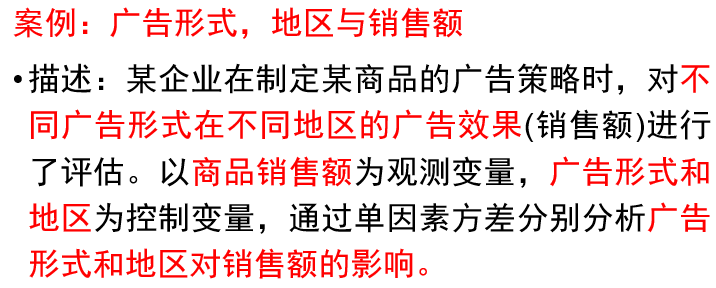 案例：广告形式，地区与销售额
•描述：某企业在制定某商品的广告策略时，对不
同广告形式在不同地区的广告效果(销售额)进行
了评估。以商品销售额为观测变量，广告形式和
地区为控制变量，通过单因素方差分别分析广告
形式和地区对销售额的影响。